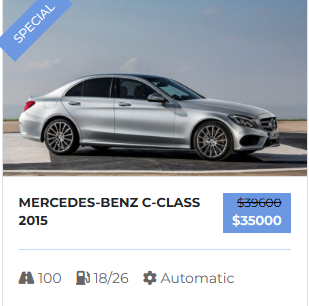 SPECIAL
MERCEDES-BENZ C-CLASS
2015
$39600
$35000
100 18/26 Automatic